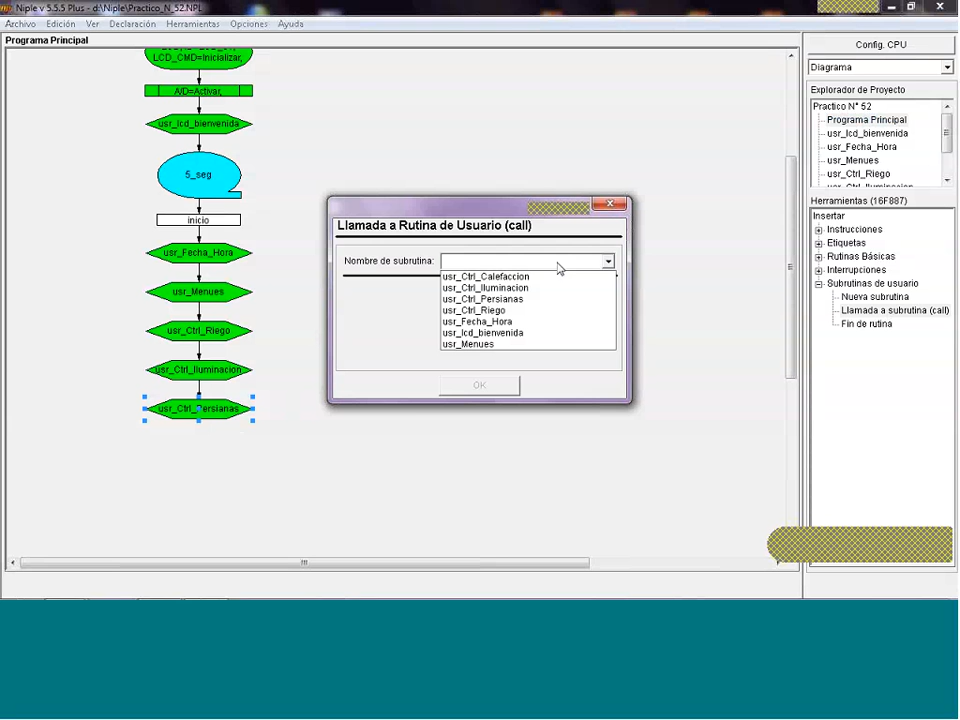 Niple v 5.5.5 Plus - d:\Niple\Practico_N_52.NPL
Archivo Edición Ver Declaración Herramientas Opciones Ayuda
Programa Principal
LCD_CMD=Inicializar,
A/D=Activar,
usr_lcd_bienvenida
5_seg
inicio
usr_Fecha_Hora
usr_Menues
usr_Ctrl_Riego
usr_Ctrl_Iluminacion
usr_Ctrl_Persianas
Llamada a Rutina de Usuario (call)
Nombre de subrutina:
usr_Ctrl_Calefaccion
usr_Ctrl_Iluminacion
usr_Ctrl_Persianas
usr_Ctrl_Riego
usr_Fecha_Hora
usr_lcd_bienvenida
usr_Menues
OK
Config. CPU
Diagrama
Explorador de Proyecto
Practico N° 52
Programa Principal
usr_lcd_bienvenida
usr_Fecha_Hora
usr_Menues
usr_Ctrl_Riego
usr_Ctrl_Iluminacion
Herramientas (16F887)
Insertar
Instrucciones
Etiquetas
Rutinas Básicas
Interrupciones
Subrutinas de usuario
Nueva subrutina
Llamada a subrutina (call)
Fin de rutina